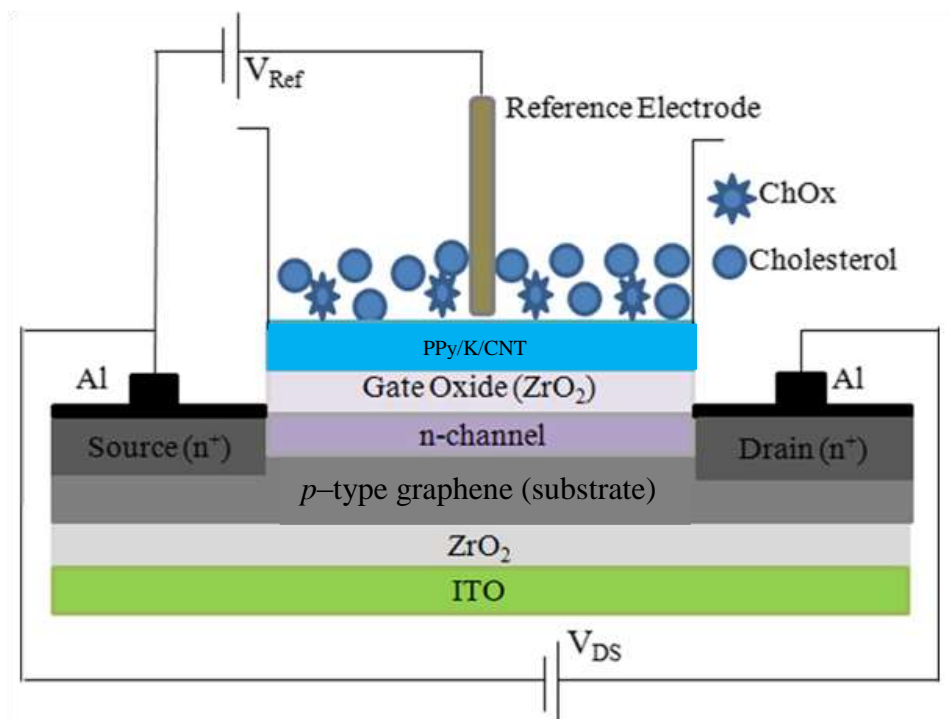 V_Ref
Reference Electrode
ChOx
Cholesterol
PPy/K/CNT
Al
Gate Oxide (ZrO₂)
Al
Source (n⁺)
n-channel
Drain (n⁺)
p–type graphene (substrate)
ZrO₂
ITO
V_DS